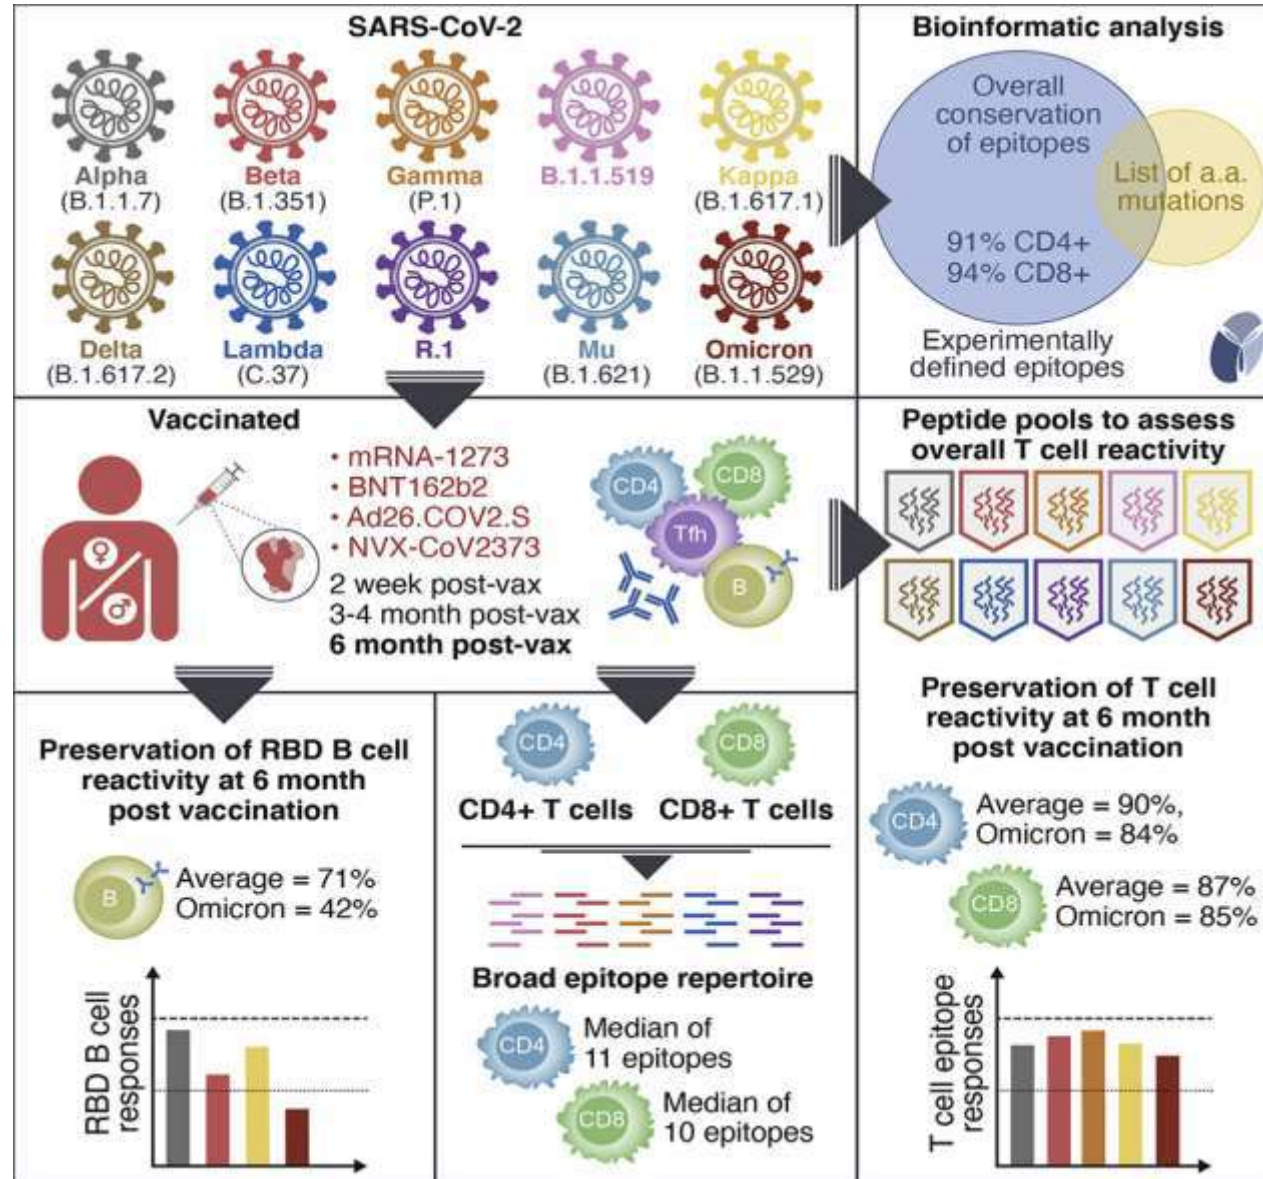 SARS-CoV-2
Alpha
(B.1.1.7)
Beta
(B.1.351)
Gamma
(P.1)
B.1.1.519
Kappa
(B.1.617.1)
Delta
(B.1.617.2)
Lambda
(C.37)
R.1
Mu
(B.1.621)
Omicron
(B.1.1.529)
Bioinformatic analysis
Overall
conservation
of epitopes
List of a.a.
mutations
91% CD4+
94% CD8+
Experimentally
defined epitopes
Vaccinated
• mRNA-1273
• BNT162b2
• Ad26.COV2.S
• NVX-CoV2373
2 week post-vax
3-4 month post-vax
6 month post-vax
CD4
CD8
Tfh
B
Peptide pools to assess
overall T cell reactivity
Preservation of T cell
reactivity at 6 month
post vaccination
CD4
Average = 90%,
Omicron = 84%
CD8
Average = 87%
Omicron = 85%
T cell epitope
responses
Preservation of RBD B cell
reactivity at 6 month
post vaccination
B
Average = 71%
Omicron = 42%
RBD B cell
responses
CD4
CD8
CD4+ T cells
CD8+ T cells
Broad epitope repertoire
CD4
Median of
11 epitopes
CD8
Median of
10 epitopes